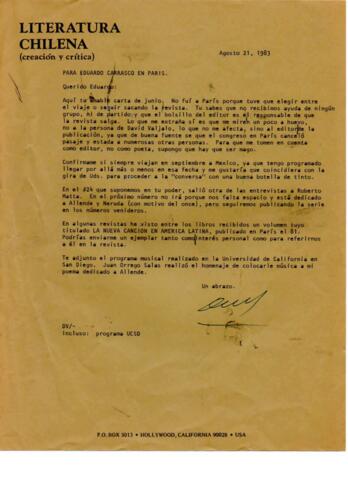 LITERATURA
CHILENA
(creación y crítica)
Agosto 21, 1983
PARA EDUARDO CARRASCO EN PARIS.
Querido Eduardo:
Aquí tu amable carta de junio. No fuí a París porque tuve que elegir entre
el viaje o seguir sacando la revista. Tu sabes que no recibimos ayuda de ningún
grupo, ni de partido y que el bolsillo del editor es el responsable de que
la revista salga. Lo que me extraña sí es que me miren un poco a huevo,
no a la persona de David Valjalo, lo que no me afecta, sino al editor de la
publicación, ya que de buena fuente se que el congreso en París canceló
pasaje y estada a numerosas otras personas. Para que me tomen en cuenta
como editor, no como poeta, supongo que hay que ser mago.
Confírmame si siempre viajan en septiembre a Mexico, ya que tengo programado
llegar por allá más o menos en esa fecha y me gustaría que coincidiera con
la gira de Uds. para proceder a la "conversa" con una buena botella de tinto.
En el #24 que suponemos en tu poder, salió otra de las entrevistas a Roberto
Matta. En el próximo número no irá porque nos falta espacio y está dedicado
a Allende y Neruda (con motivo del once), pero seguiremos publicando la serie
en los números venideros.
En algunas revistas he visto entre los libros recibidos un volumen tuyo
titulado LA NUEVA CANCION EN AMERICA LATINA, publicado en París el 81.
Podrías enviarme un ejemplar tanto interés personal como para referirnos
a él en la revista.
Te adjunto el programa musical realizado en la Universidad de California en
San Diego. Juan Orrego Salas realizó el homenaje de colocarle música a mi
poema dedicado a Allende.
Un abrazo.
DV/-
Incluso: programa UCSD
P.O. BOX 3013 • HOLLYWOOD, CALIFORNIA 90028 • USA